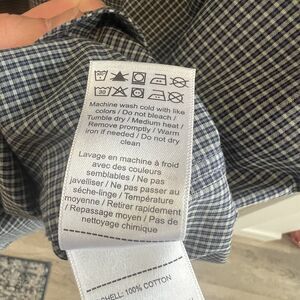 Machine wash cold with like
colors / Do not bleach /
Tumble dry / Medium heat /
Remove promptly / Warm
iron if needed / Do not dry
clean
Lavage en machine à froid
avec des couleurs
semblables / Ne pas
javelliser / Ne pas passer au
séche-linge / Température
moyenne / Retirer rapidement
/ Repassage moyen / Pas de
nettoyage chimique
SHELL: 100% COTTON